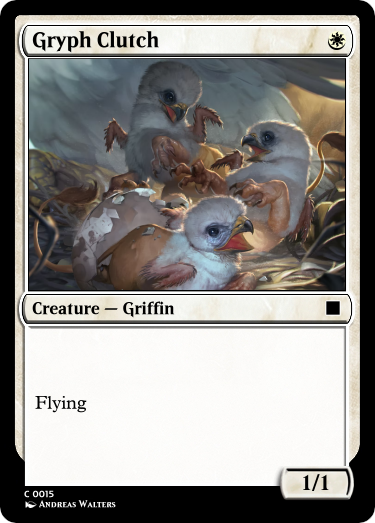 Gryph Clutch
Creature — Griffin
Flying
1/1
C 0015
Andreas Walters